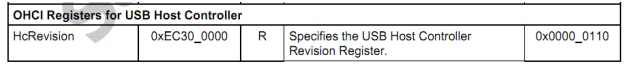 OHCI Registers for USB Host Controller
HcRevision 0xEC30_0000 R Specifies the USB Host Controller 0x0000_0110
Revision Register.